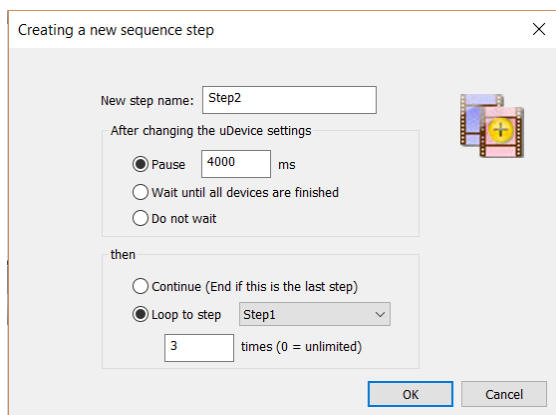 Creating a new sequence step
New step name: Step2
After changing the uDevice settings
Pause 4000 ms
Wait until all devices are finished
Do not wait
then
Continue (End if this is the last step)
Loop to step Step1
3 times (0 = unlimited)
OK Cancel